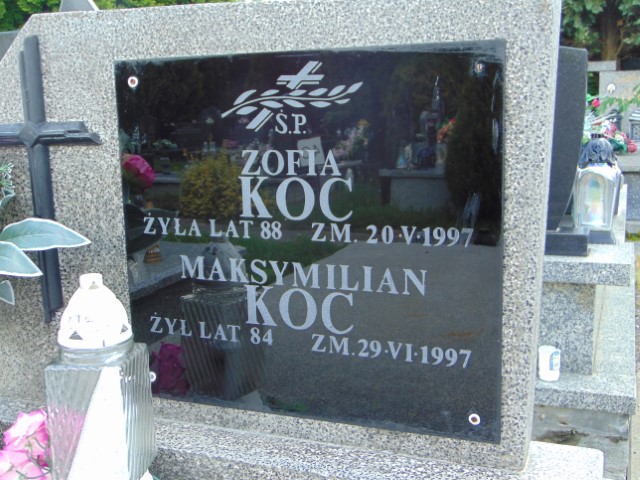 Ś.P.
ZOFIA
KOC
ŻYŁA LAT 88 ZM. 20·V·1997
MAKSYMILIAN
KOC
ŻYŁ LAT 84 ZM. 29·VI·1997